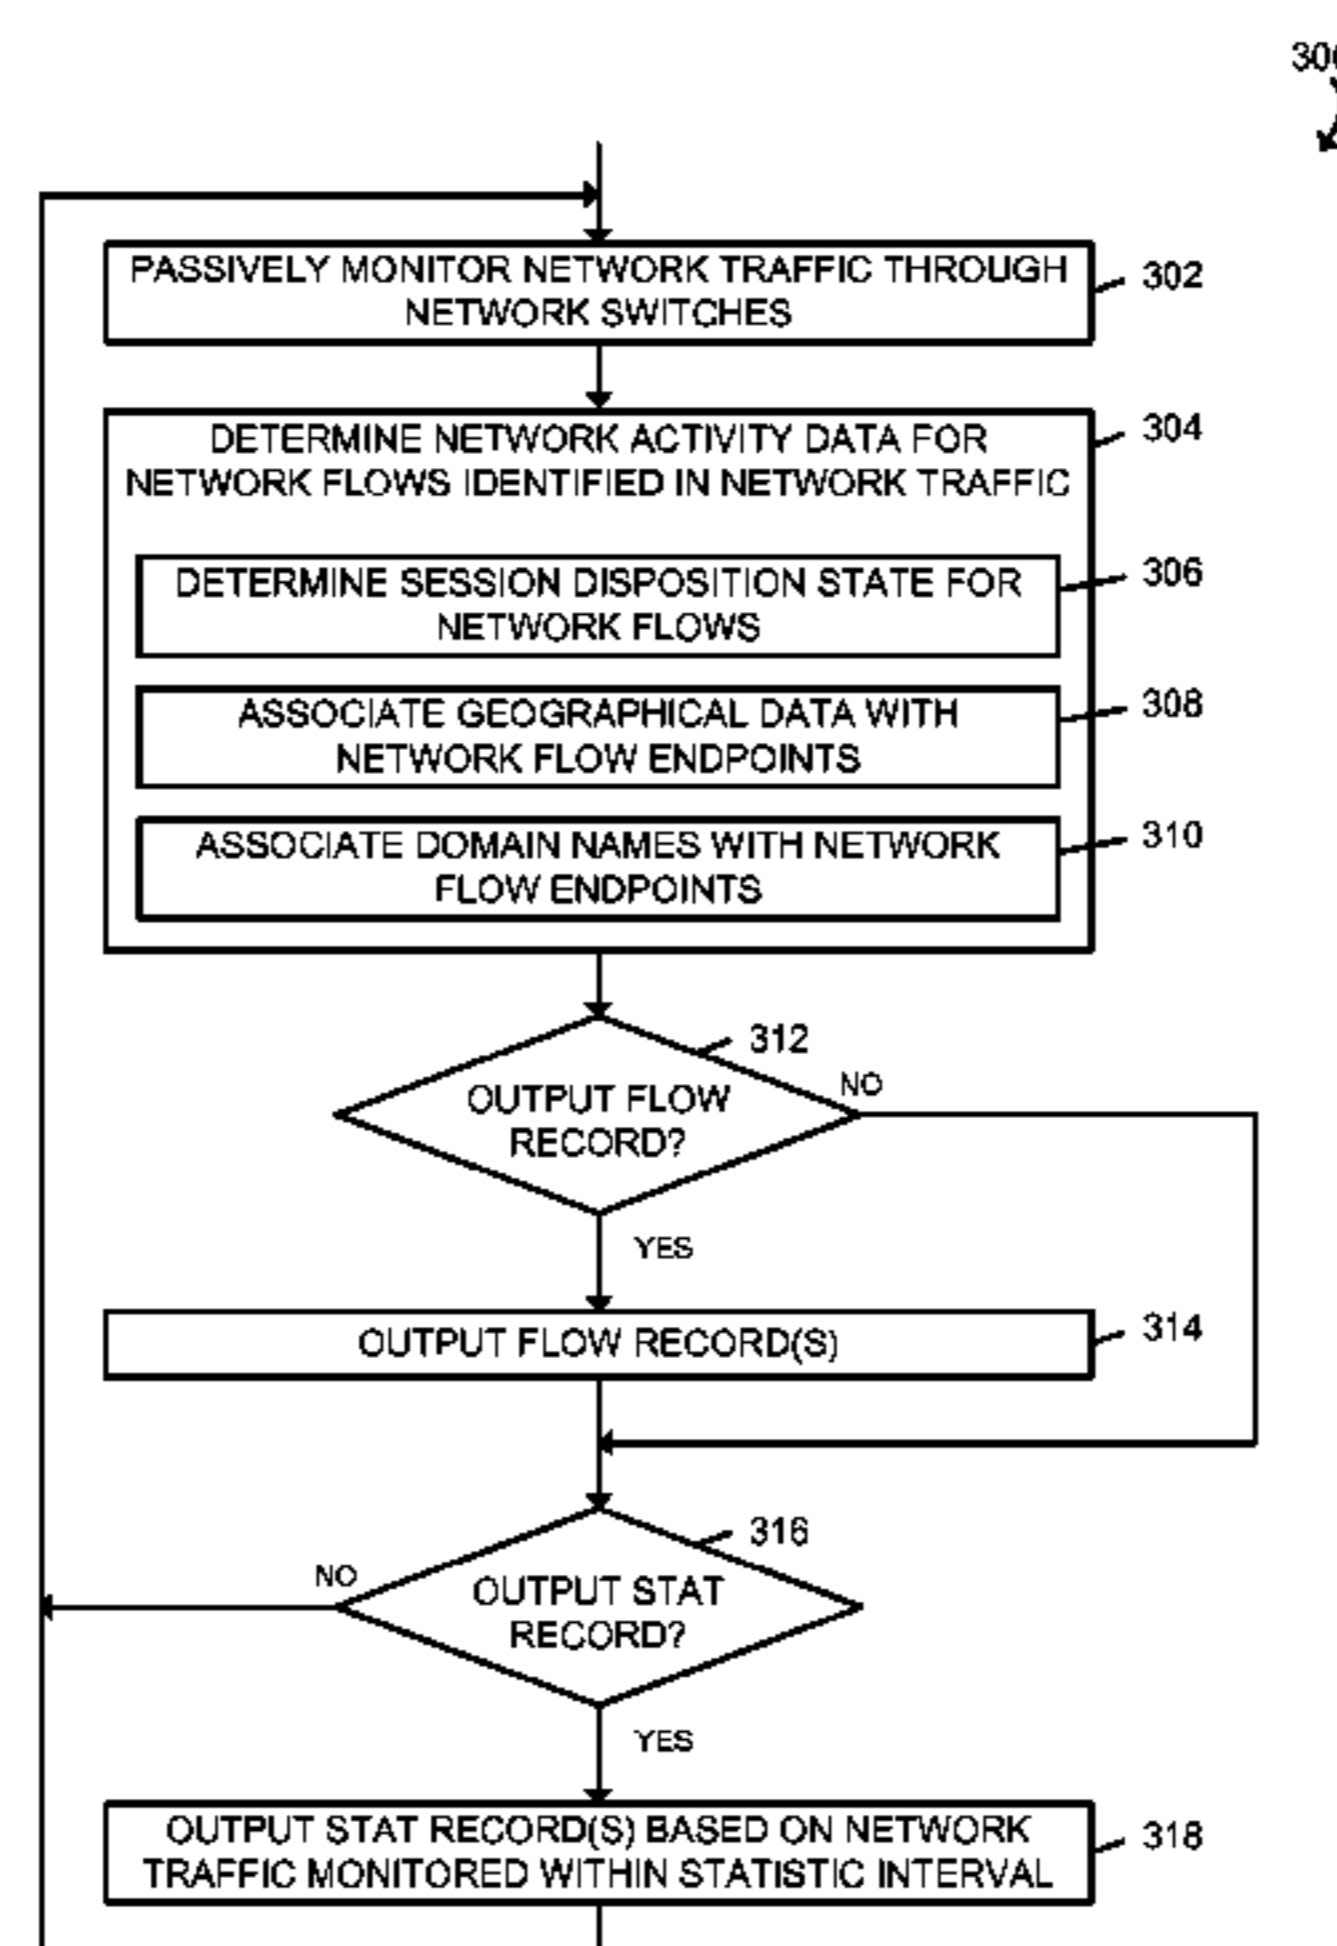 PASSIVELY MONITOR NETWORK TRAFFIC THROUGH
NETWORK SWITCHES
302
DETERMINE NETWORK ACTIVITY DATA FOR
NETWORK FLOWS IDENTIFIED IN NETWORK TRAFFIC
304
DETERMINE SESSION DISPOSITION STATE FOR
NETWORK FLOWS
306
ASSOCIATE GEOGRAPHICAL DATA WITH
NETWORK FLOW ENDPOINTS
308
ASSOCIATE DOMAIN NAMES WITH NETWORK
FLOW ENDPOINTS
310
312
OUTPUT FLOW
RECORD?
NO
YES
OUTPUT FLOW RECORD(S)
314
316
NO
OUTPUT STAT
RECORD?
YES
OUTPUT STAT RECORD(S) BASED ON NETWORK
TRAFFIC MONITORED WITHIN STATISTIC INTERVAL
318